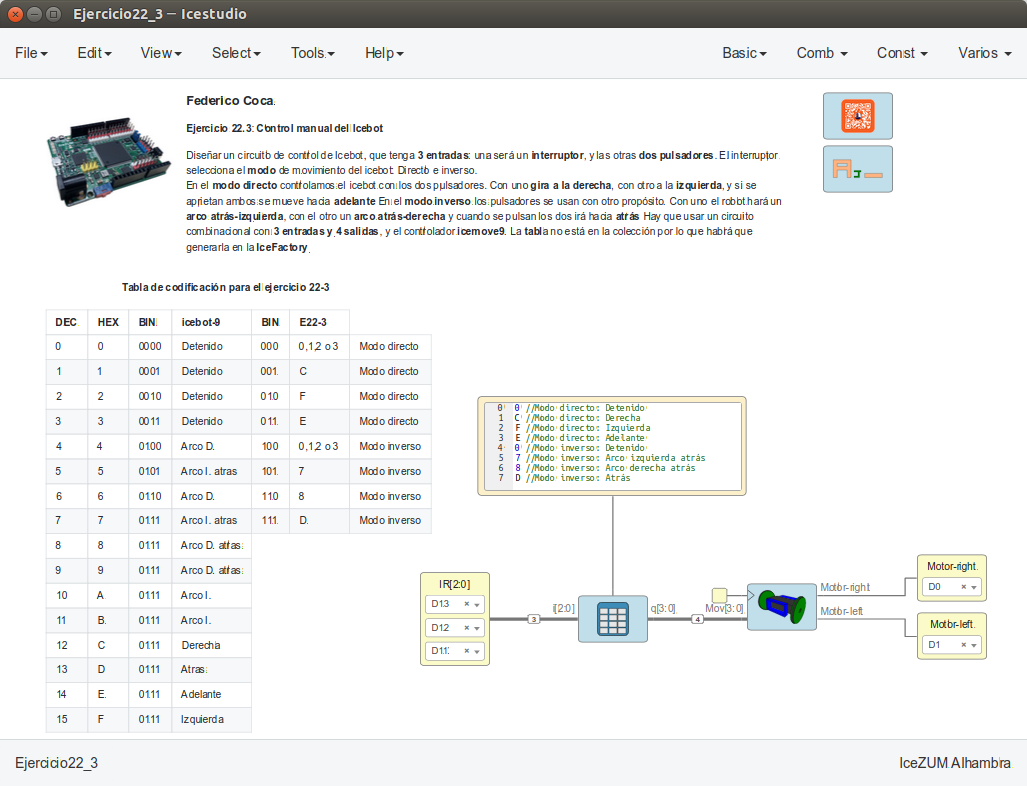 Ejercicio22_3 — Icestudio
File Edit View Select Tools Help Basic Comb Const Varios
Federico Coca.
Ejercicio 22.3: Control manual del Icebot
Diseñar un circuito de control de Icebot, que tenga 3 entradas: una será un interruptor, y las otras dos pulsadores. El interruptor
selecciona el modo de movimiento del icebot: Directo e inverso.
En el modo directo controlamos el icebot con los dos pulsadores. Con uno gira a la derecha, con otro a la izquierda, y si se
aprietan ambos se mueve hacia adelante En el modo inverso los pulsadores se usan con otro propósito. Con uno el robot hará un
arco atrás-izquierda, con el otro un arco atrás-derecha y cuando se pulsan los dos irá hacia atrás Hay que usar un circuito
combinacional con 3 entradas y 4 salidas, y el controlador icemove9. La tabla no está en la colección por lo que habrá que
generarla en la IceFactory.
Tabla de codificación para el ejercicio 22-3
DEC HEX BIN icebot-9 BIN E22-3
0 0 0000 Detenido 000 0,1,2 o 3 Modo directo
1 1 0001 Detenido 001 C Modo directo
2 2 0010 Detenido 010 F Modo directo
3 3 0011 Detenido 011 E Modo directo
4 4 0100 Arco D. 100 0,1,2 o 3 Modo inverso
5 5 0101 Arco I. atras 101 7 Modo inverso
6 6 0110 Arco D. 110 8 Modo inverso
7 7 0111 Arco I. atras 111 D Modo inverso
8 8 0111 Arco D. atras
9 9 0111 Arco D. atras
10 A 0111 Arco I.
11 B 0111 Arco I.
12 C 0111 Derecha
13 D 0111 Atras
14 E 0111 Adelante
15 F 0111 Izquierda
0 0 //Modo directo: Detenido
1 C //Modo directo: Derecha
2 F //Modo directo: Izquierda
3 E //Modo directo: Adelante
4 0 //Modo inverso: Detenido
5 7 //Modo inverso: Arco izquierda atrás
6 8 //Modo inverso: Arco derecha atrás
7 D //Modo inverso: Atrás
IR[2:0]
D13
D12
D11
3
i[2:0]
q[3:0]
4
Mov[3:0]
Motor-right
Motor-left
Motor-right
D0
Motor-left
D1
Ejercicio22_3 IceZUM Alhambra